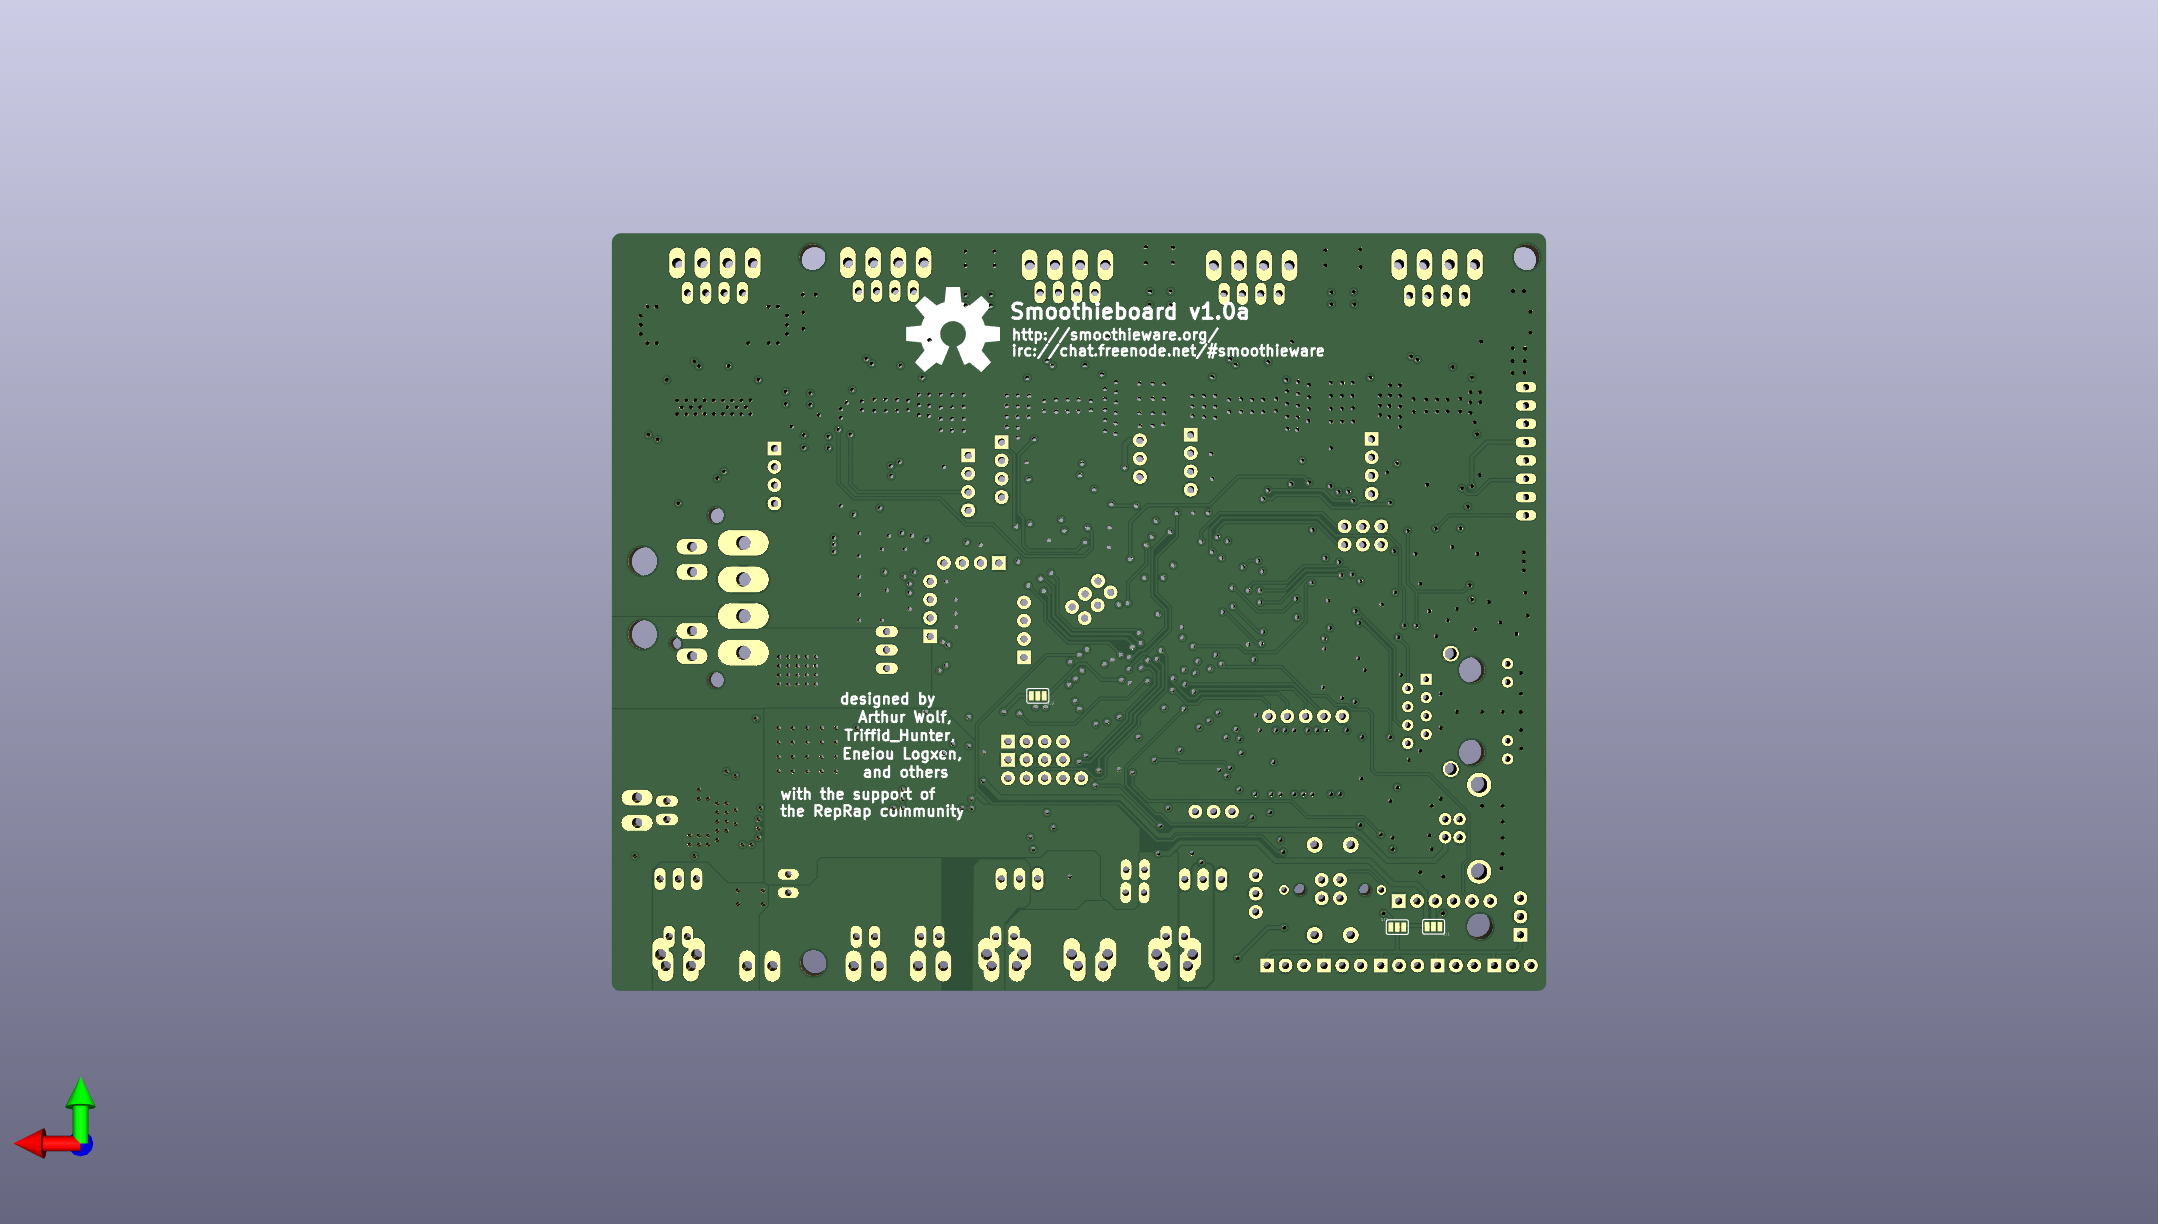 Smoothieboard v1.0a
http://smoothieware.org/
irc://chat.freenode.net/#smoothieware
designed by
Arthur Wolf,
Triffid_Hunter,
Eneiou Logxen,
and others
with the support of
the RepRap community